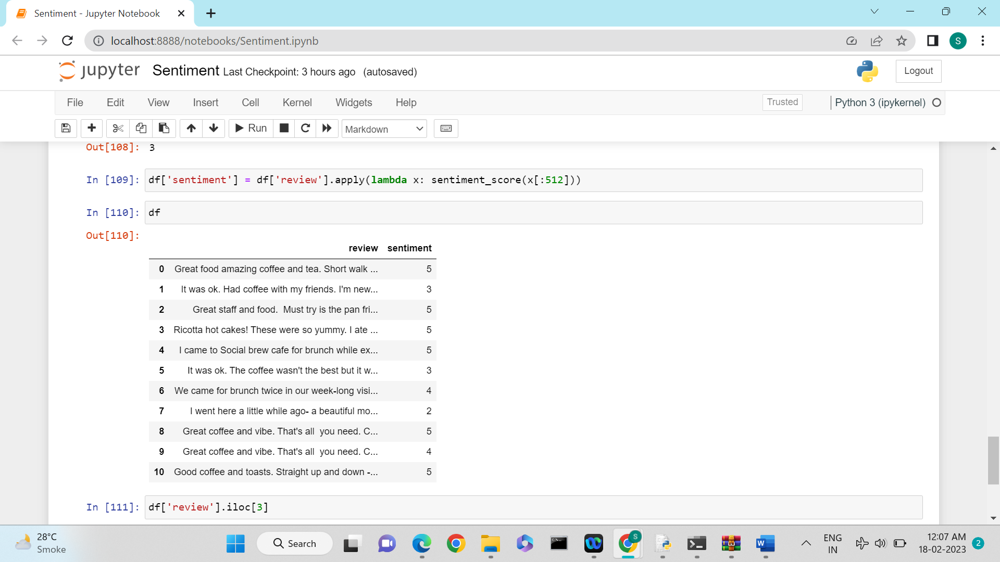 Sentiment - Jupyter Notebook
localhost:8888/notebooks/Sentiment.ipynb
S
jupyter Sentiment Last Checkpoint: 3 hours ago (autosaved)
Logout
File Edit View Insert Cell Kernel Widgets Help
Trusted
Python 3 (ipykernel)
Run
Markdown
Out[108]: 3
In [109]: df['sentiment'] = df['review'].apply(lambda x: sentiment_score(x[:512]))
In [110]: df
Out[110]:
review sentiment
0 Great food amazing coffee and tea. Short walk ... 5
1 It was ok. Had coffee with my friends. I'm new... 3
2 Great staff and food.  Must try is the pan fri... 5
3 Ricotta hot cakes! These were so yummy. I ate ... 5
4 I came to Social brew cafe for brunch while ex... 5
5 It was ok. The coffee wasn't the best but it w... 3
6 We came for brunch twice in our week-long visi... 4
7 I went here a little while ago- a beautiful mo... 2
8 Great coffee and vibe. That's all  you need. C... 5
9 Great coffee and vibe. That's all  you need. C... 4
10 Good coffee and toasts. Straight up and down -... 5
In [111]: df['review'].iloc[3]
28°C
Smoke
Search
S
W
ENG
IN
12:07 AM
18-02-2023
2